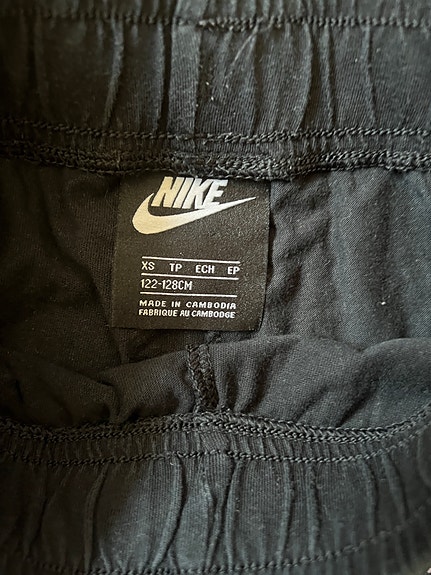 NIKE
XS TP ECH EP
122-128CM
MADE IN CAMBODIA
FABRIQUE AU CAMBODGE